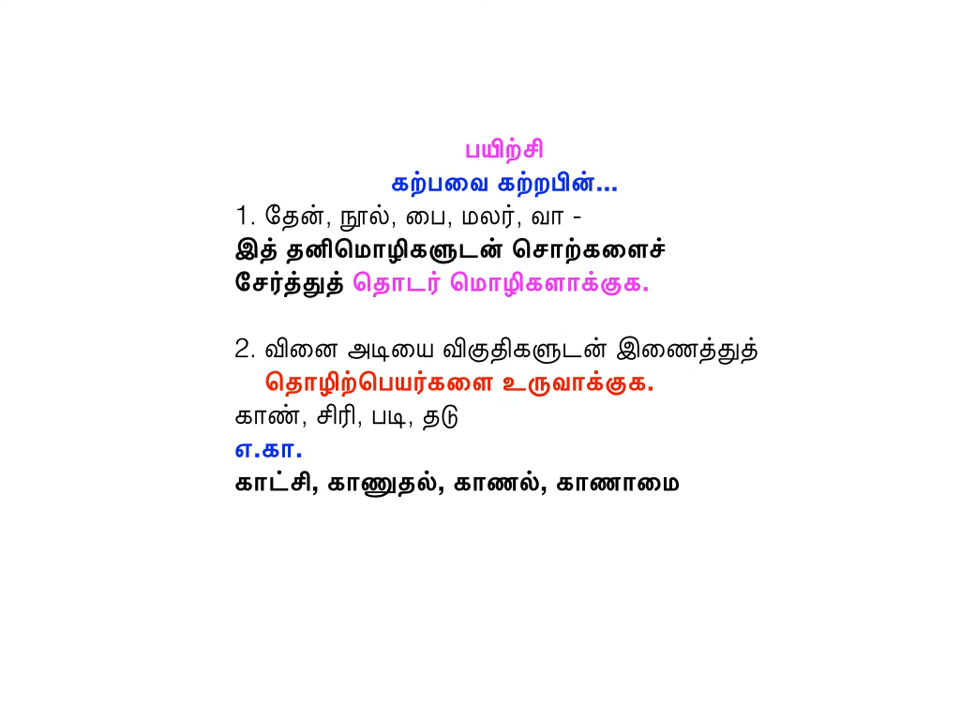 பயிற்சி
கற்பவை கற்றபின்...
1. தேன், நூல், பை, மலர், வா -
இத் தனிமொழிகளுடன் சொற்களைச்
சேர்த்துத் தொடர் மொழிகளாக்குக.
2. வினை அடியை விகுதிகளுடன் இணைத்துத்
தொழிற்பெயர்களை உருவாக்குக.
காண், சிரி, படி, தடு
எ.கா.
காட்சி, காணுதல், காணல், காணாமை